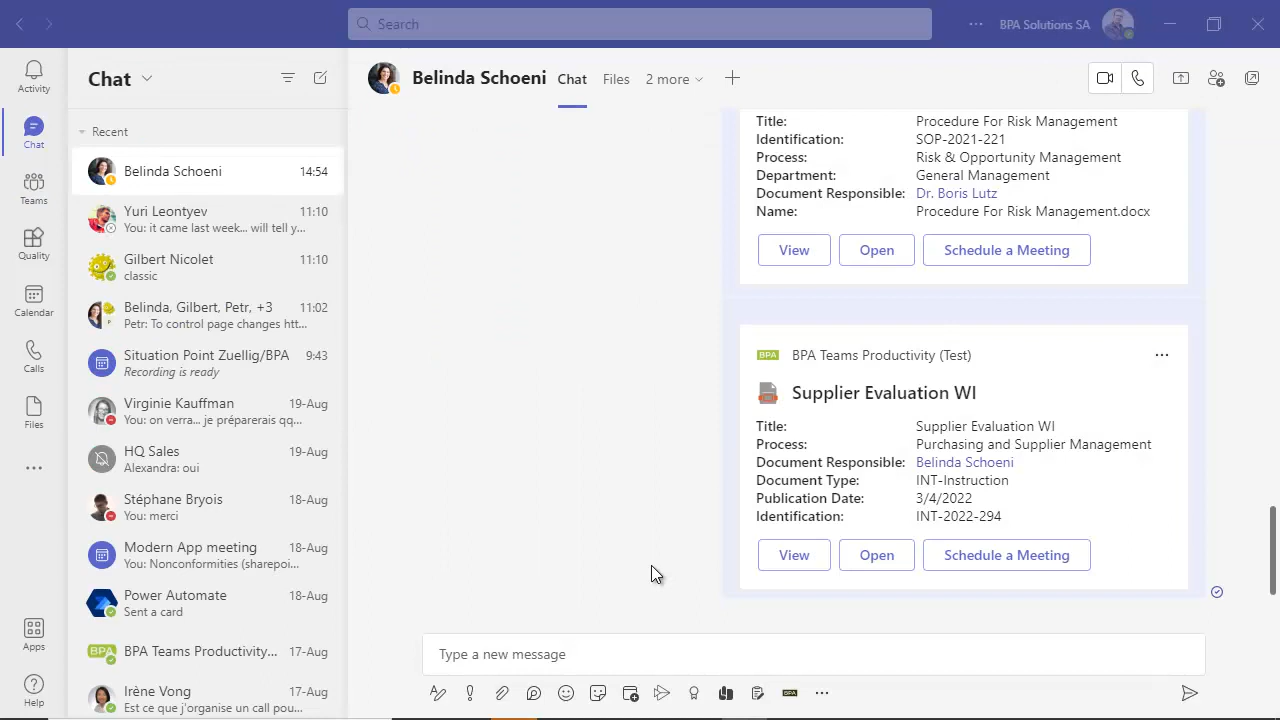 Search
BPA Solutions SA
Activity
Chat
Teams
Quality
Calendar
Calls
Files
Apps
Help
Chat
Recent
Belinda Schoeni 14:54
Yuri Leontyev 11:10
You: it came last week... will tell y...
Gilbert Nicolet 11:10
classic
Belinda, Gilbert, Petr, +3 11:02
Petr: To control page changes htt...
Situation Point Zuellig/BPA 9:43
Recording is ready
Virginie Kauffman 19-Aug
You: on verra... je préparerais qq...
HQ Sales 19-Aug
Alexandra: oui
Stéphane Bryois 18-Aug
You: merci
Modern App meeting 18-Aug
You: Nonconformities (sharepoi...
Power Automate 18-Aug
Sent a card
BPA BPA Teams Productivity... 17-Aug
Irène Vong 17-Aug
Est ce que j'organise un call pou...
Belinda Schoeni Chat Files 2 more
Title: Procedure For Risk Management
Identification: SOP-2021-221
Process: Risk & Opportunity Management
Department: General Management
Document Responsible: Dr. Boris Lutz
Name: Procedure For Risk Management.docx
View Open Schedule a Meeting
BPA BPA Teams Productivity (Test)
Supplier Evaluation WI
Title: Supplier Evaluation WI
Process: Purchasing and Supplier Management
Document Responsible: Belinda Schoeni
Document Type: INT-Instruction
Publication Date: 3/4/2022
Identification: INT-2022-294
View Open Schedule a Meeting
Type a new message
BPA